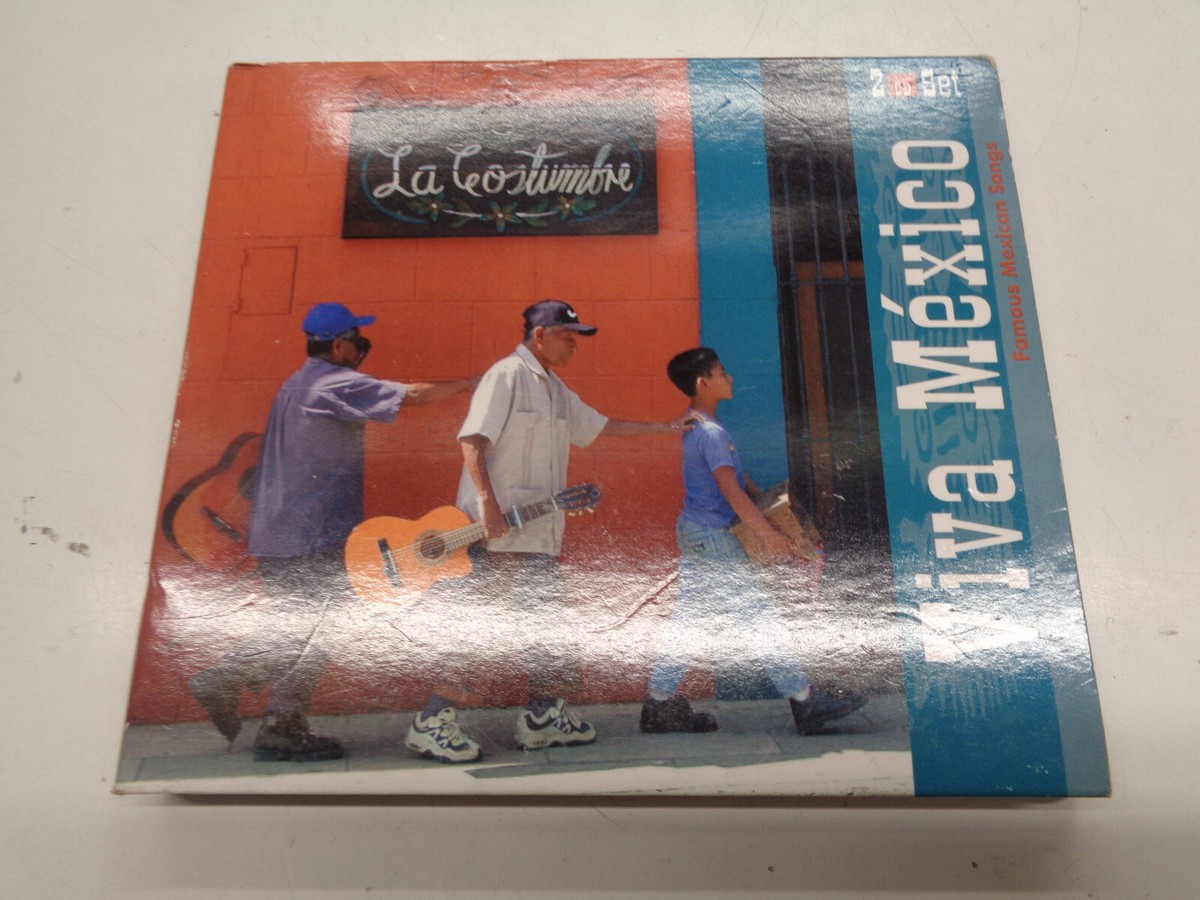 La Costumbre
2 CD Set
Viva México
Famous Mexican Songs